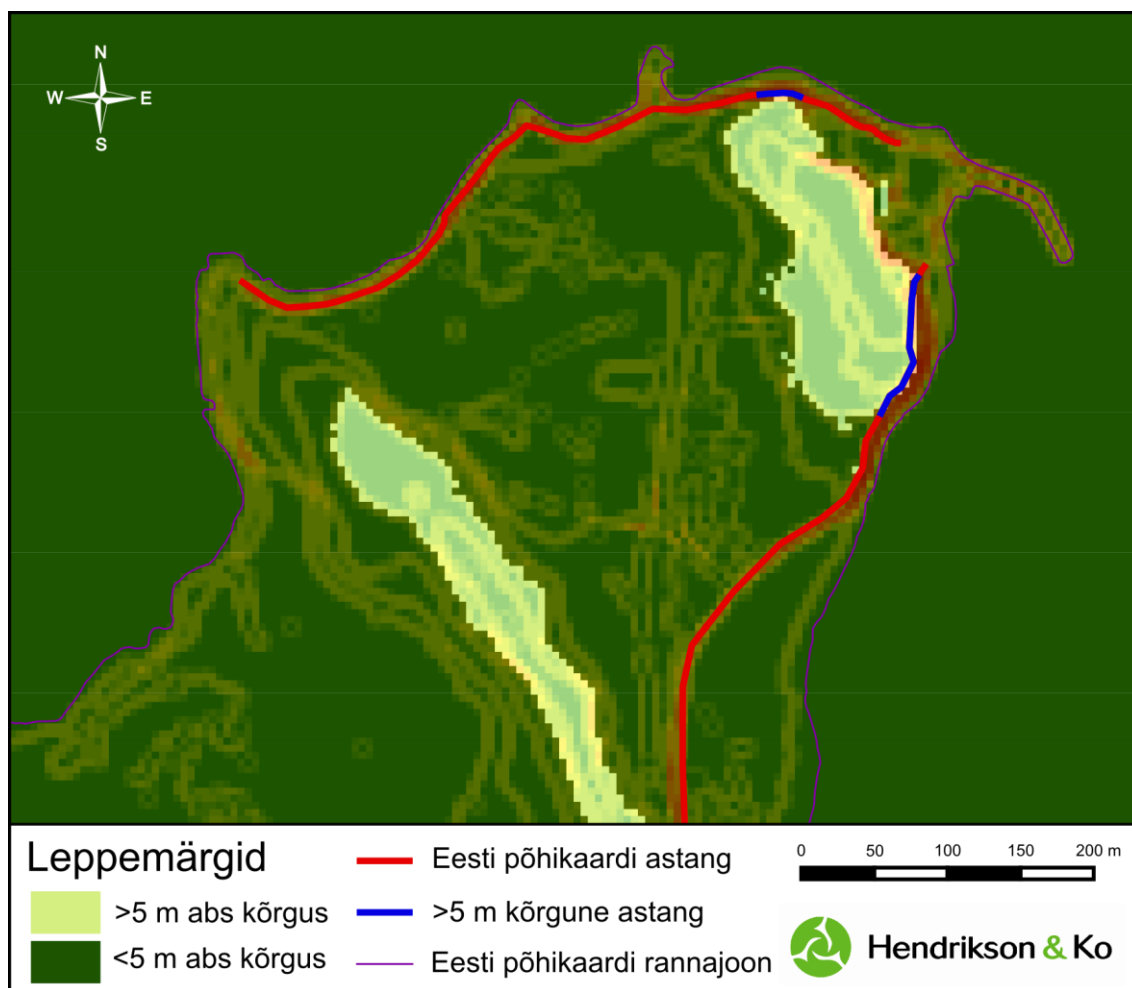 N
W E
S
Leppemärgid
>5 m abs kõrgus
<5 m abs kõrgus
Eesti põhikaardi astang
>5 m kõrgune astang
Eesti põhikaardi rannajoon
0 50 100 150 200 m
Hendrikson & Ko